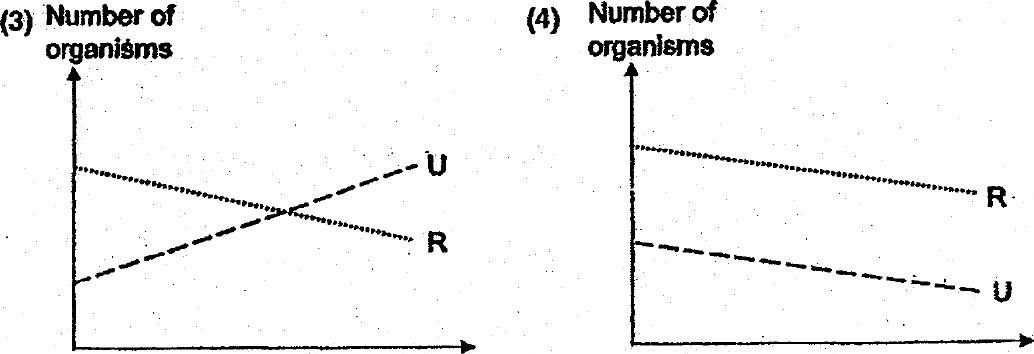 (3) Number of
organisms
U
R
(4) Number of
organisms
R
U